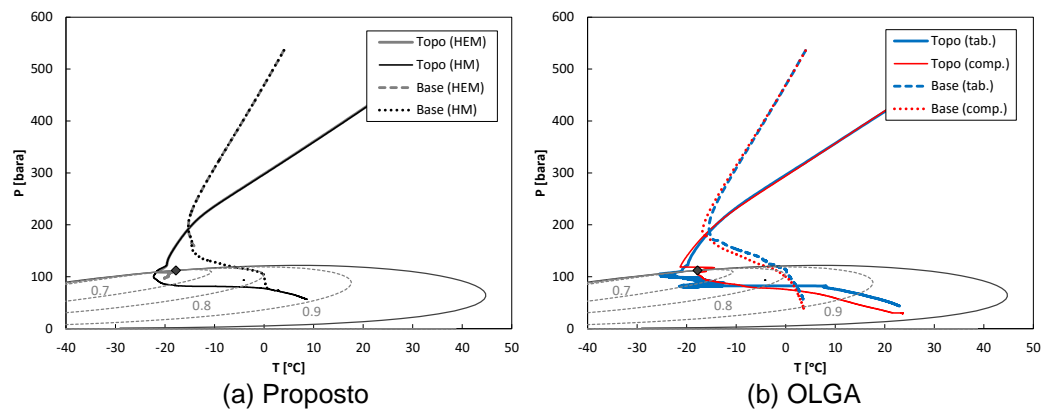 600
500
400
300
200
100
0
P [bara]
-40 -30 -20 -10 0 10 20 30 40 50
T [°C]
Topo (HEM)
Topo (HM)
Base (HEM)
Base (HM)
0.7
0.8
0.9
(a) Proposto
600
500
400
300
200
100
0
P [bara]
-40 -30 -20 -10 0 10 20 30 40 50
T [°C]
Topo (tab.)
Topo (comp.)
Base (tab.)
Base (comp.)
0.7
0.8
0.9
(b) OLGA